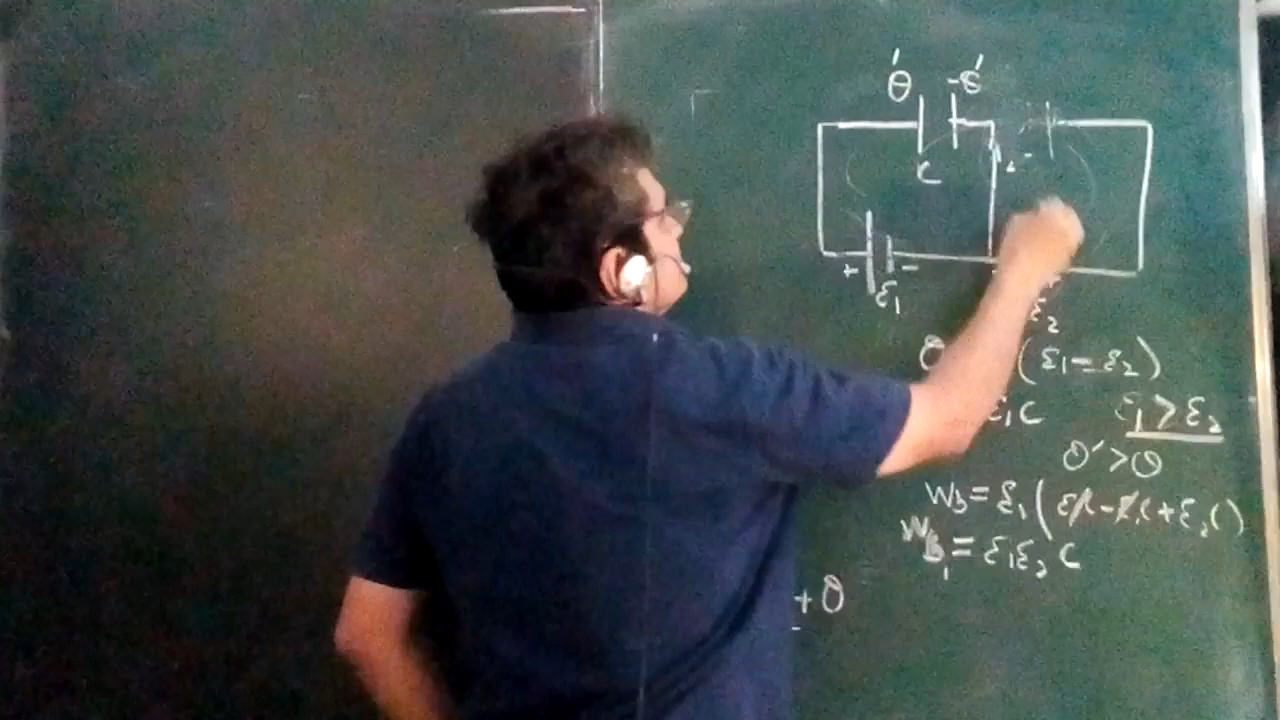 θ' -θ'
C
+ -
ε₁
ε₂
(ε₁-ε₂)
ε₁C ε₁>ε₂
θ'>θ
W_b=ε₁(ε₁C-ε₁C+ε₂C)
W_b₁=ε₁ε₂C
+θ